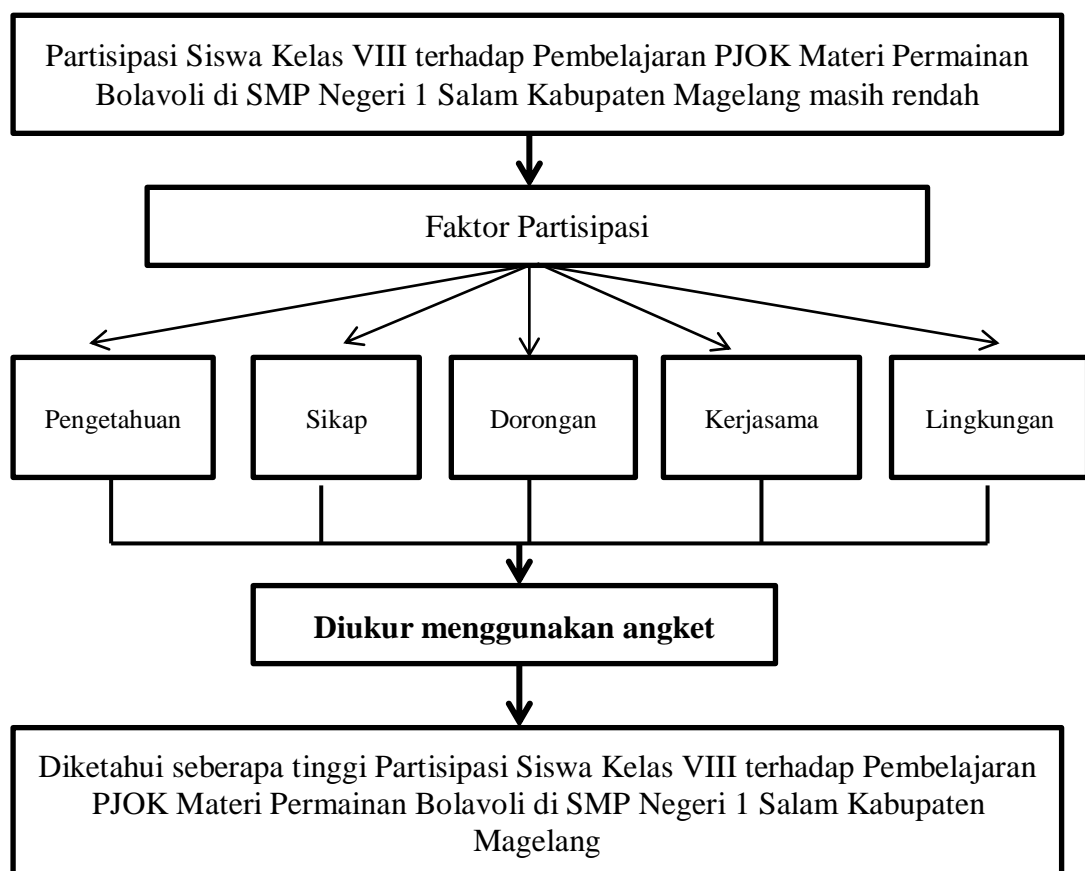 Partisipasi Siswa Kelas VIII terhadap Pembelajaran PJOK Materi Permainan
Bolavoli di SMP Negeri 1 Salam Kabupaten Magelang masih rendah
Faktor Partisipasi
Pengetahuan
Sikap
Dorongan
Kerjasama
Lingkungan
Diukur menggunakan angket
Diketahui seberapa tinggi Partisipasi Siswa Kelas VIII terhadap Pembelajaran
PJOK Materi Permainan Bolavoli di SMP Negeri 1 Salam Kabupaten
Magelang